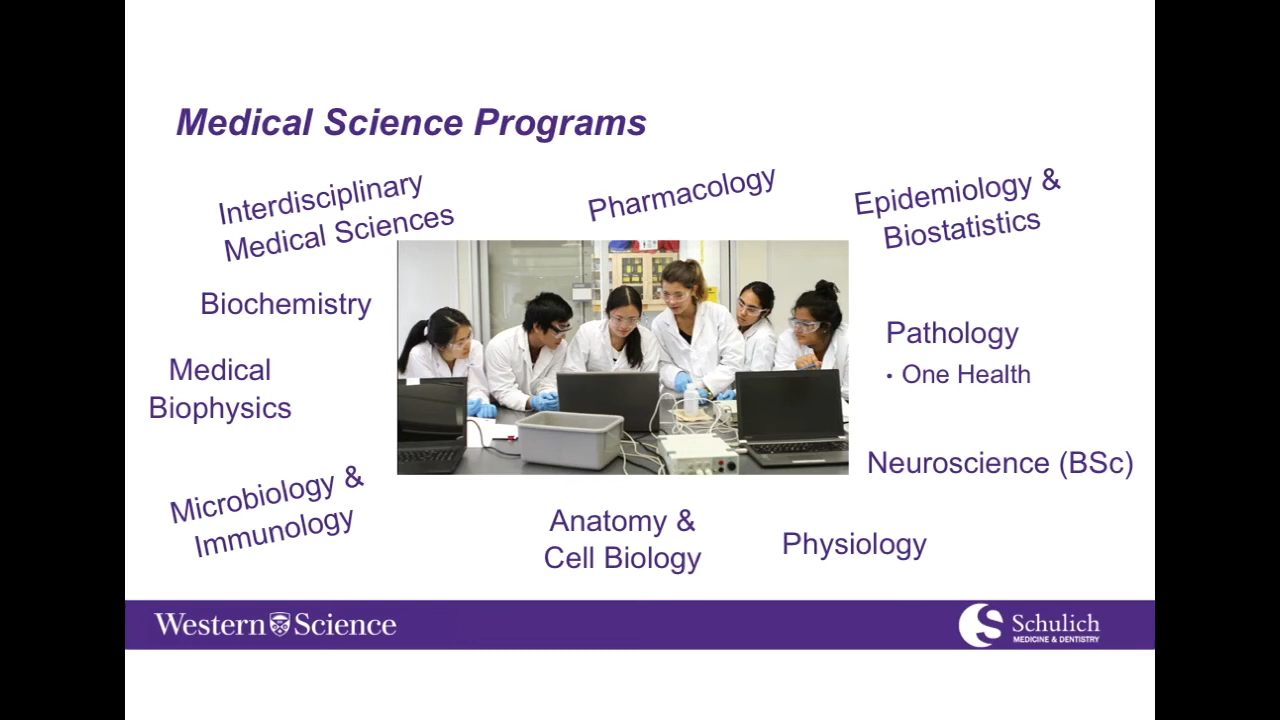 Medical Science Programs
Interdisciplinary
Medical Sciences
Pharmacology
Epidemiology &
Biostatistics
Biochemistry
Pathology
• One Health
Medical
Biophysics
Neuroscience (BSc)
Microbiology &
Immunology
Anatomy &
Cell Biology
Physiology
Western Science
Schulich
MEDICINE & DENTISTRY